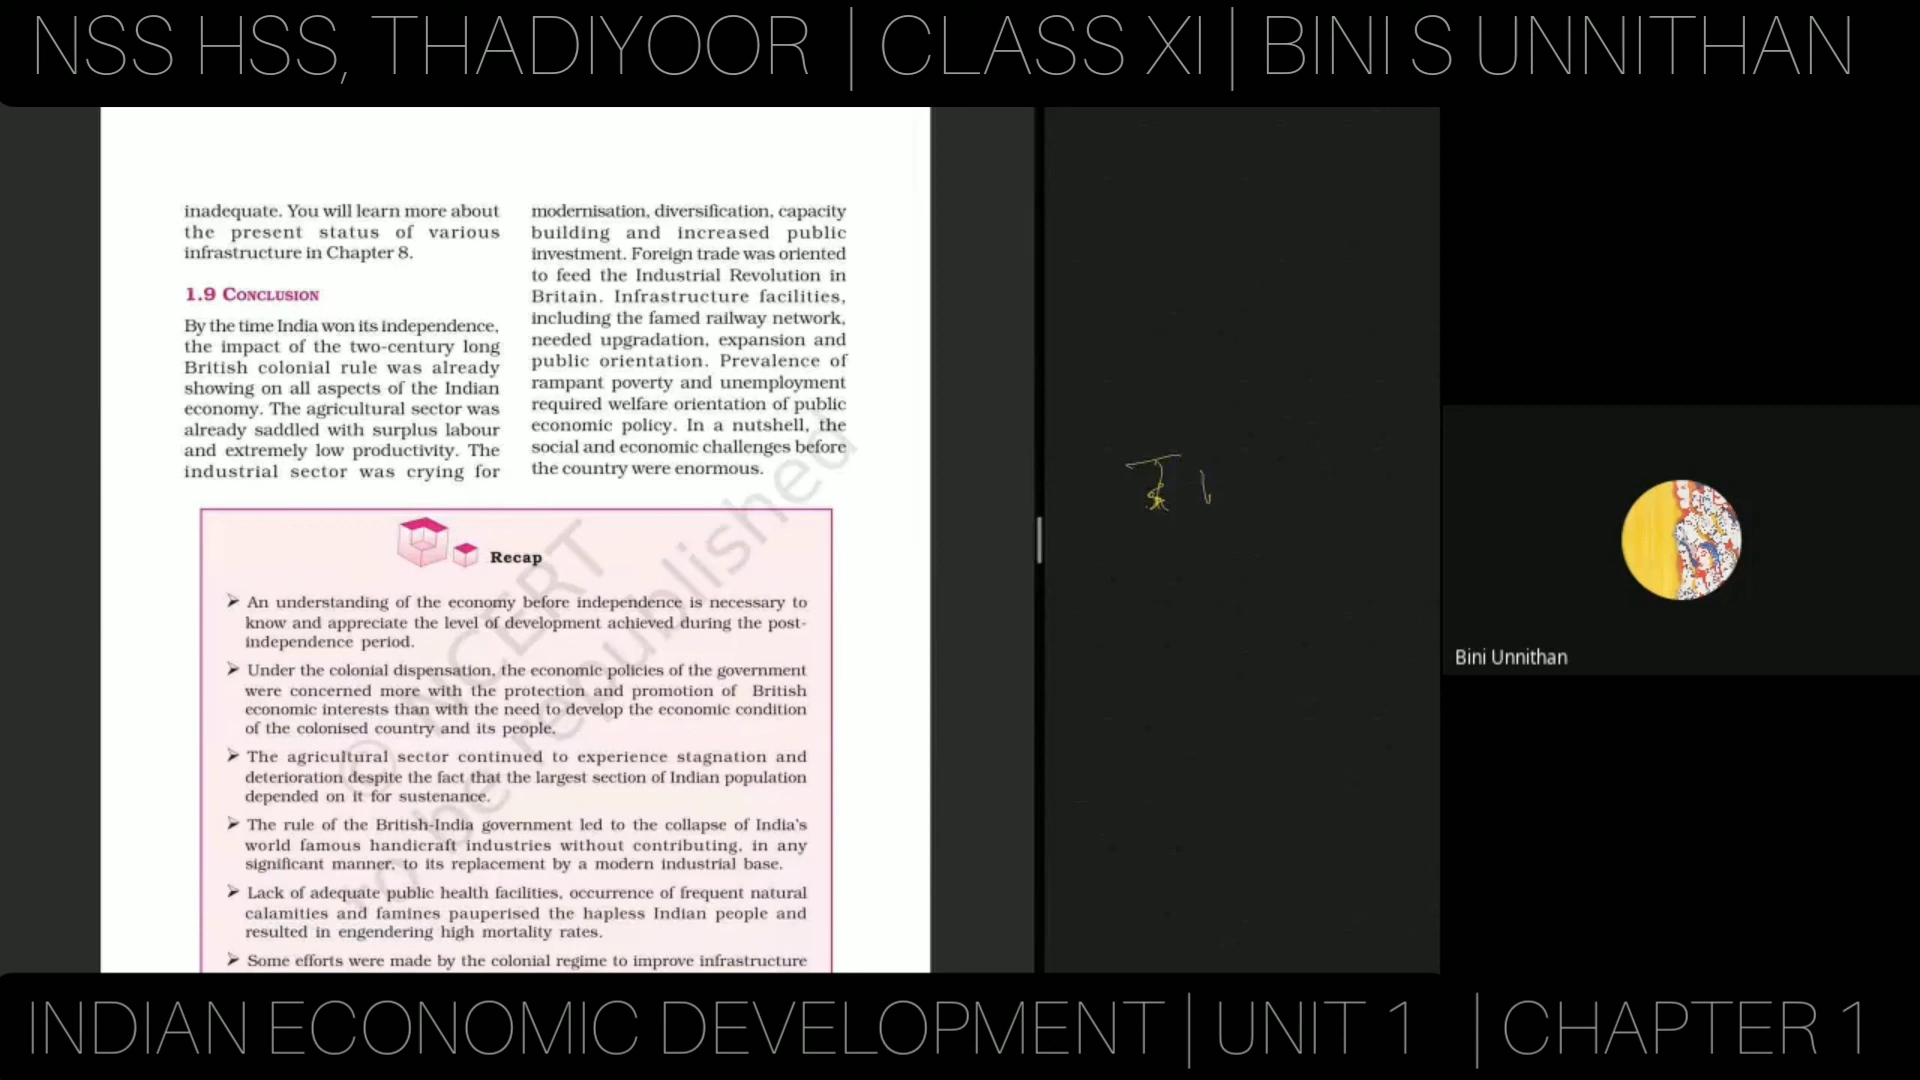 NSS HSS, THADIYOOR | CLASS XI | BINI S UNNITHAN
inadequate. You will learn more about
the present status of various
infrastructure in Chapter 8.
1.9 CONCLUSION
By the time India won its independence,
the impact of the two-century long
British colonial rule was already
showing on all aspects of the Indian
economy. The agricultural sector was
already saddled with surplus labour
and extremely low productivity. The
industrial sector was crying for
modernisation, diversification, capacity
building and increased public
investment. Foreign trade was oriented
to feed the Industrial Revolution in
Britain. Infrastructure facilities,
including the famed railway network,
needed upgradation, expansion and
public orientation. Prevalence of
rampant poverty and unemployment
required welfare orientation of public
economic policy. In a nutshell, the
social and economic challenges before
the country were enormous.
Recap
➢ An understanding of the economy before independence is necessary to
know and appreciate the level of development achieved during the post-
independence period.
➢ Under the colonial dispensation, the economic policies of the government
were concerned more with the protection and promotion of British
economic interests than with the need to develop the economic condition
of the colonised country and its people.
➢ The agricultural sector continued to experience stagnation and
deterioration despite the fact that the largest section of Indian population
depended on it for sustenance.
➢ The rule of the British-India government led to the collapse of India's
world famous handicraft industries without contributing, in any
significant manner, to its replacement by a modern industrial base.
➢ Lack of adequate public health facilities, occurrence of frequent natural
calamities and famines pauperised the hapless Indian people and
resulted in engendering high mortality rates.
➢ Some efforts were made by the colonial regime to improve infrastructure
© NCERT
to be republished
Bini Unnithan
INDIAN ECONOMIC DEVELOPMENT | UNIT 1 | CHAPTER 1